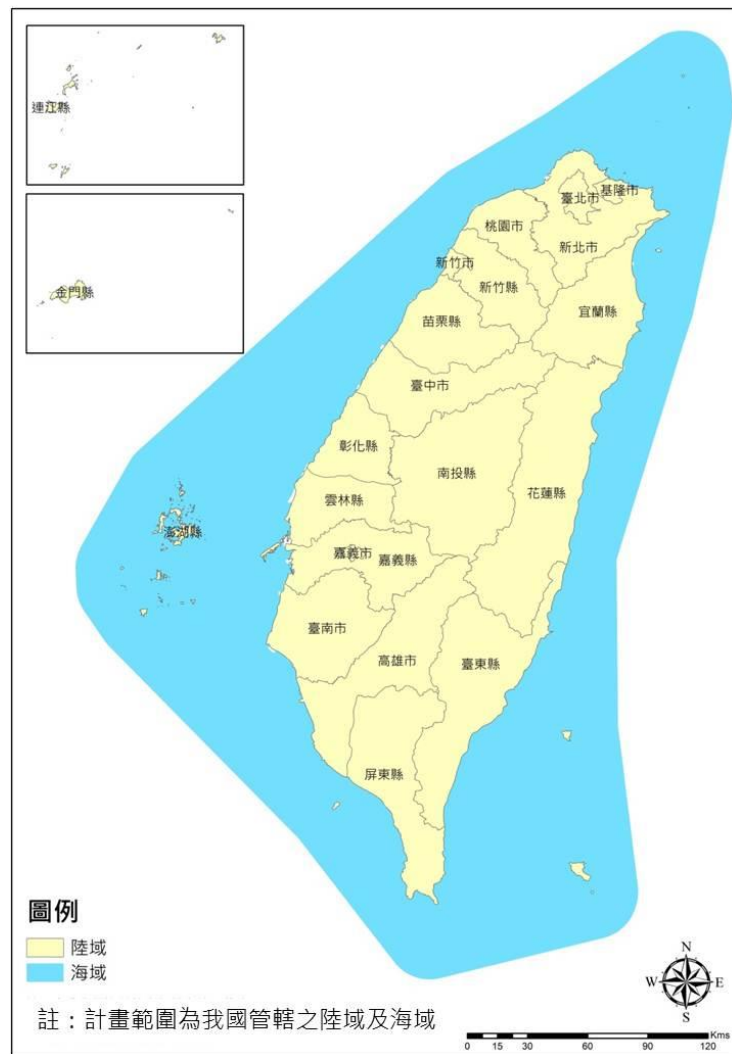 連江縣
金門縣
基隆市
臺北市
桃園市
新北市
新竹市
新竹縣
宜蘭縣
苗栗縣
臺中市
彰化縣
南投縣
花蓮縣
雲林縣
澎湖縣
嘉義市
嘉義縣
臺南市
高雄市
臺東縣
屏東縣
圖例
陸域
海域
N
W E
S
註：計畫範圍為我國管轄之陸域及海域
Kms
0 15 30 60 90 120